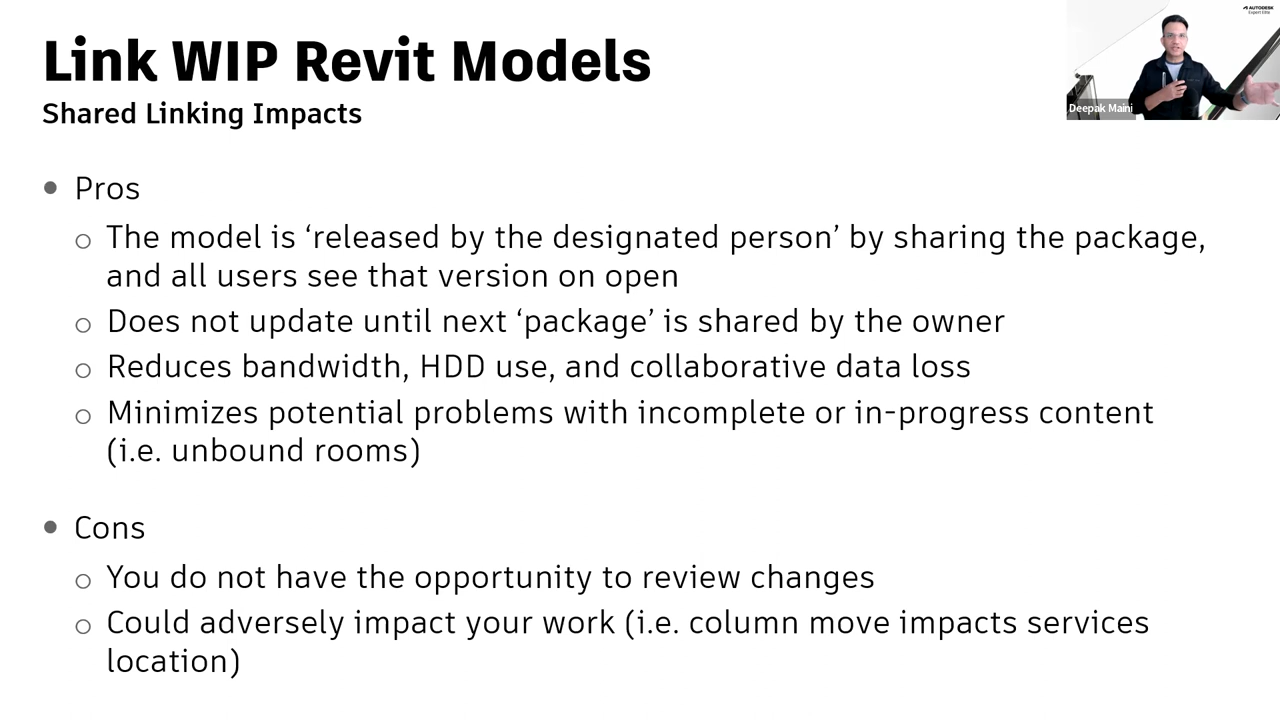 Link WIP Revit Models
Shared Linking Impacts
AUTODESK
Expert Elite
Deepak Maini
• Pros
○ The model is ‘released by the designated person’ by sharing the package,
and all users see that version on open
○ Does not update until next ‘package’ is shared by the owner
○ Reduces bandwidth, HDD use, and collaborative data loss
○ Minimizes potential problems with incomplete or in-progress content
(i.e. unbound rooms)
• Cons
○ You do not have the opportunity to review changes
○ Could adversely impact your work (i.e. column move impacts services
location)